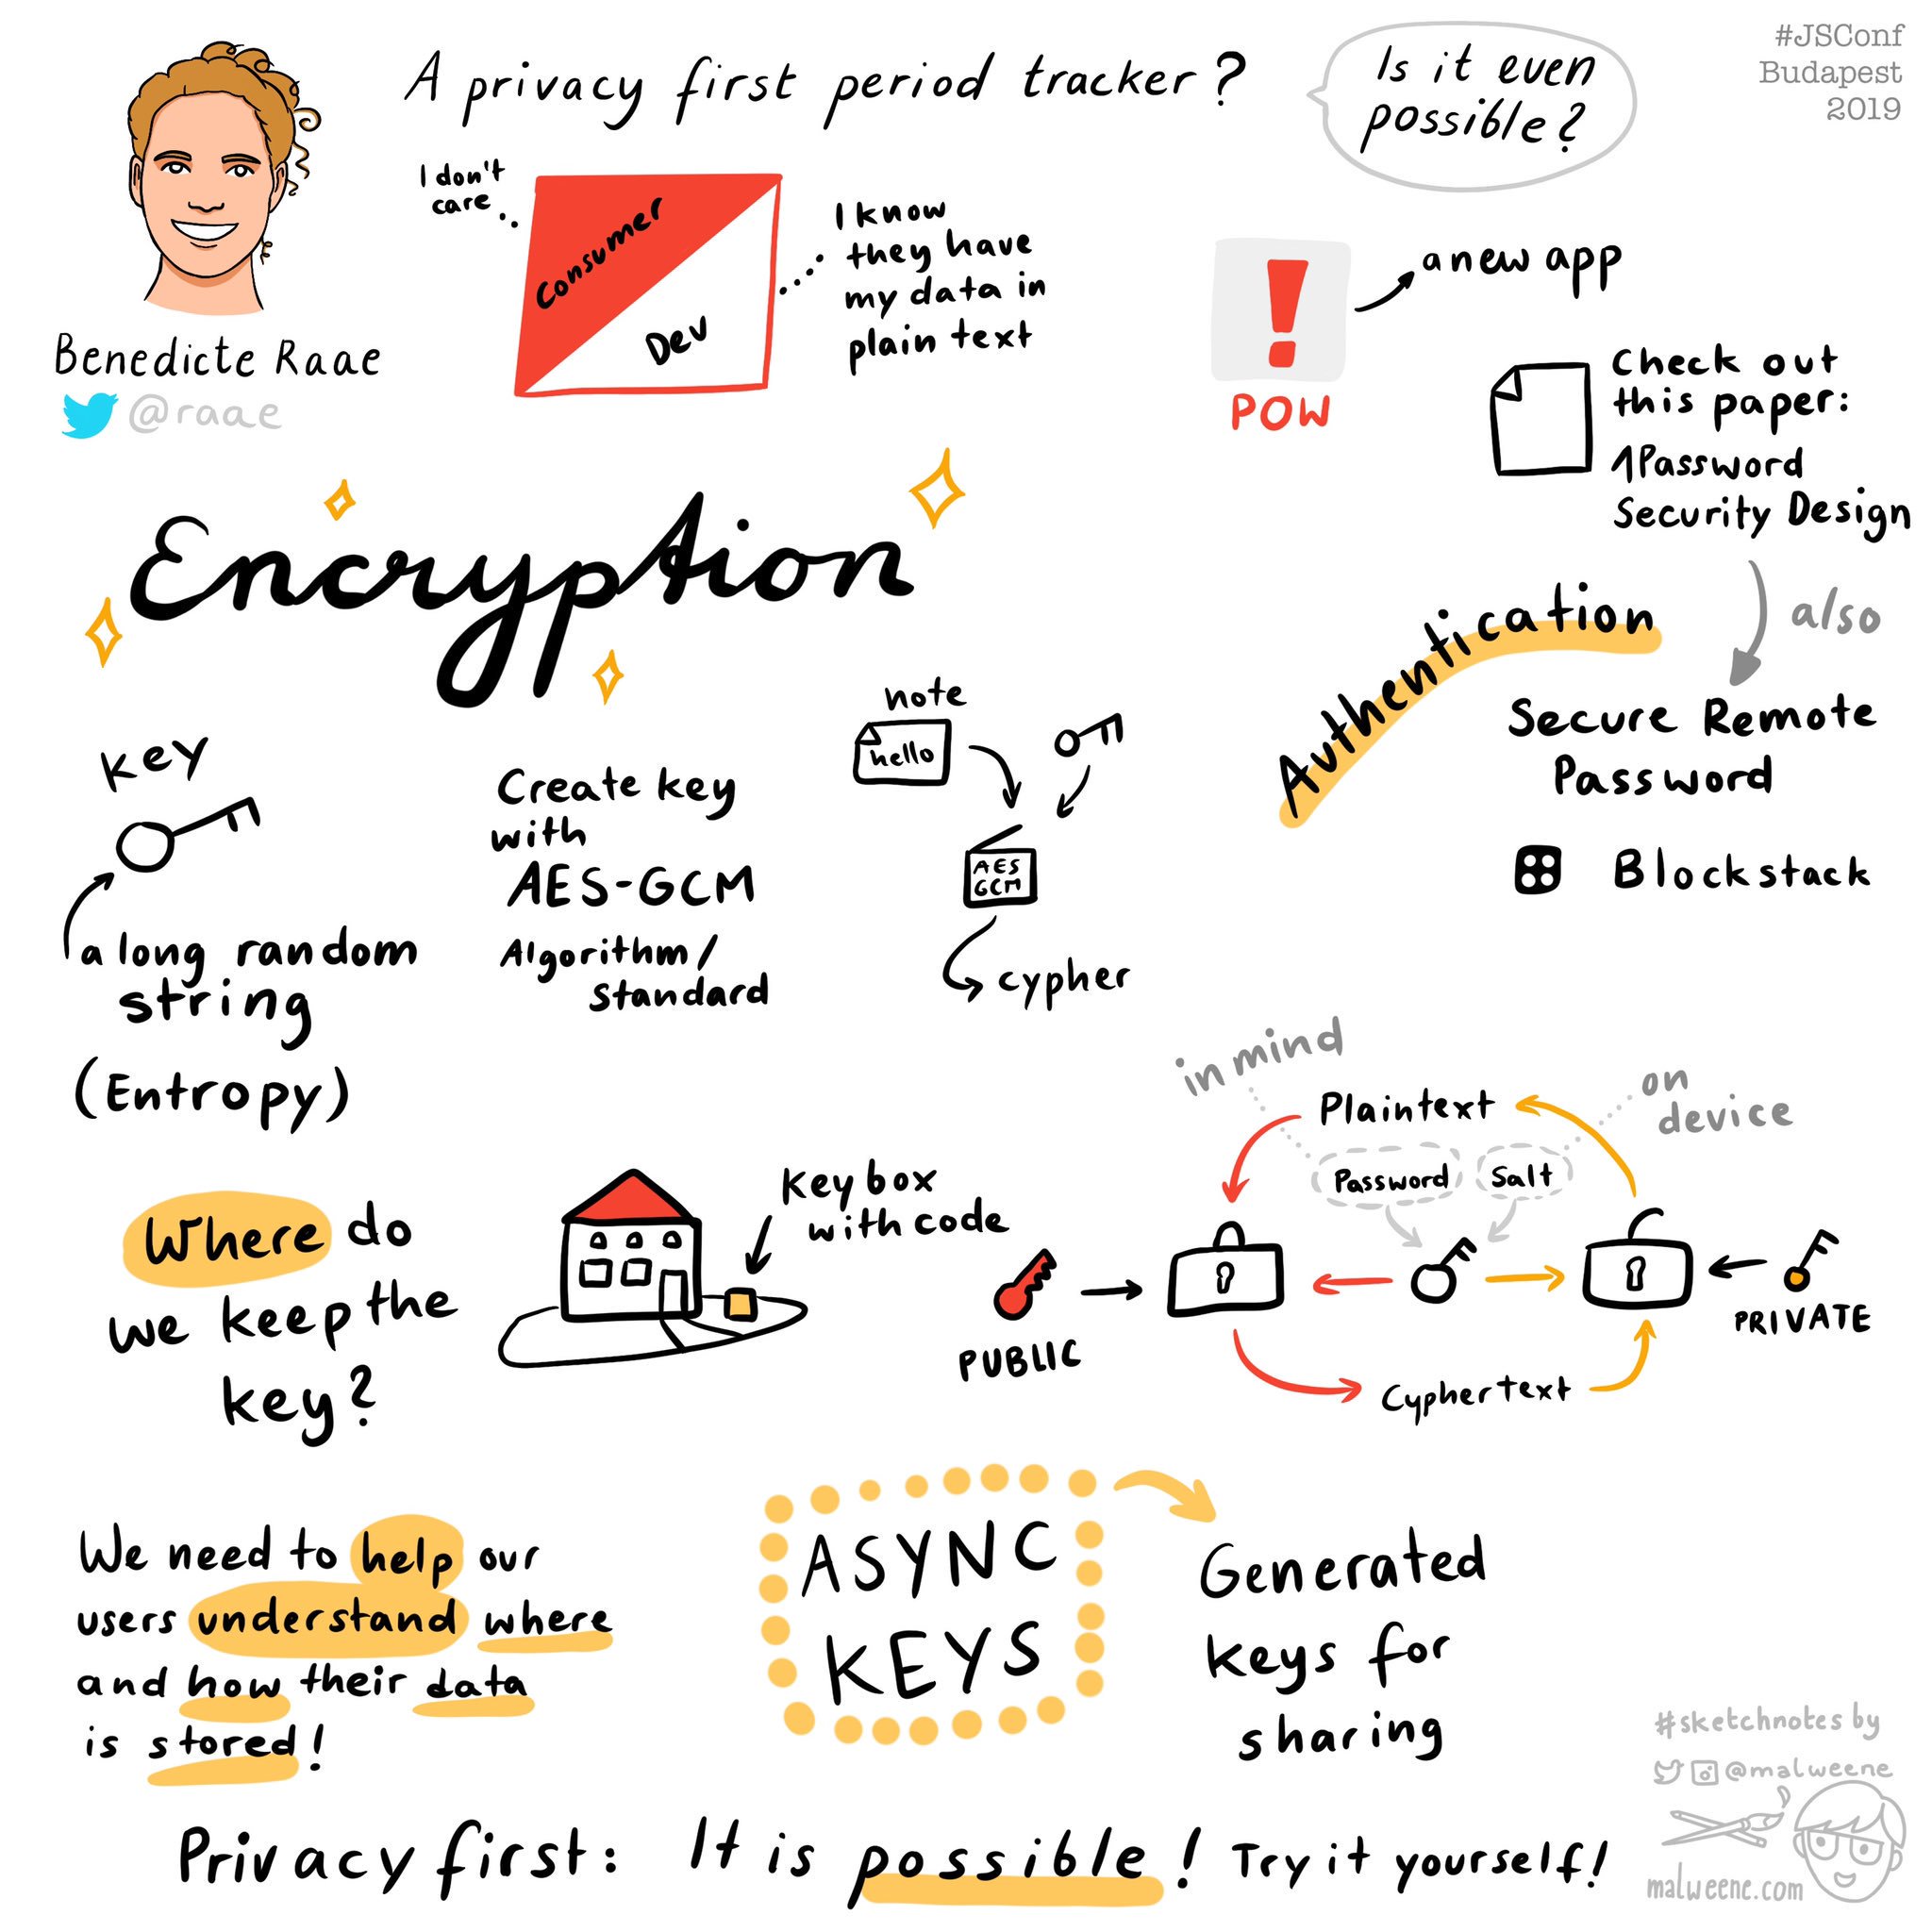 A privacy first period tracker?
Is it even
possible?
#JSConf
Budapest
2019
Benedicte Raae
@raae
I don't
care
Consumer
Dev
I know
they have
my data in
plain text
!
POW
a new app
Check out
this paper:
1Password
Security Design
also
Secure Remote
Password
Blockstack
Authentication
Encryption
key
a long random
string
(Entropy)
Create key
with
AES-GCM
Algorithm/
standard
note
hello
AES
GCM
cypher
Where do
we keep the
key?
Key box
with code
in mind
on
device
Plaintext
Password
Salt
PUBLIC
PRIVATE
Cyphertext
We need to help our
users understand where
and how their data
is stored!
ASYNC
KEYS
Generated
keys for
sharing
Privacy first: It is possible! Try it yourself!
#sketchnotes by
@malweene
malweene.com